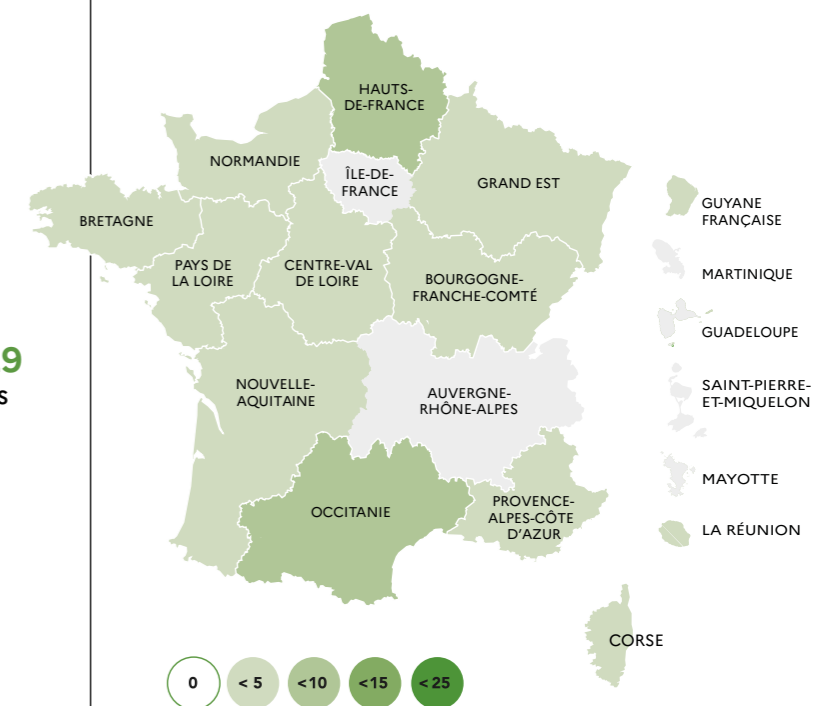 HAUTS-
DE-FRANCE
NORMANDIE
ÎLE-DE-
FRANCE
GRAND EST
BRETAGNE
PAYS DE
LA LOIRE
CENTRE-VAL
DE LOIRE
BOURGOGNE-
FRANCHE-COMTÉ
NOUVELLE-
AQUITAINE
AUVERGNE-
RHÔNE-ALPES
OCCITANIE
PROVENCE-
ALPES-CÔTE
D'AZUR
CORSE
GUYANE
FRANÇAISE
MARTINIQUE
GUADELOUPE
SAINT-PIERRE-
ET-MIQUELON
MAYOTTE
LA RÉUNION
9
S
0
< 5
<10
<15
< 25